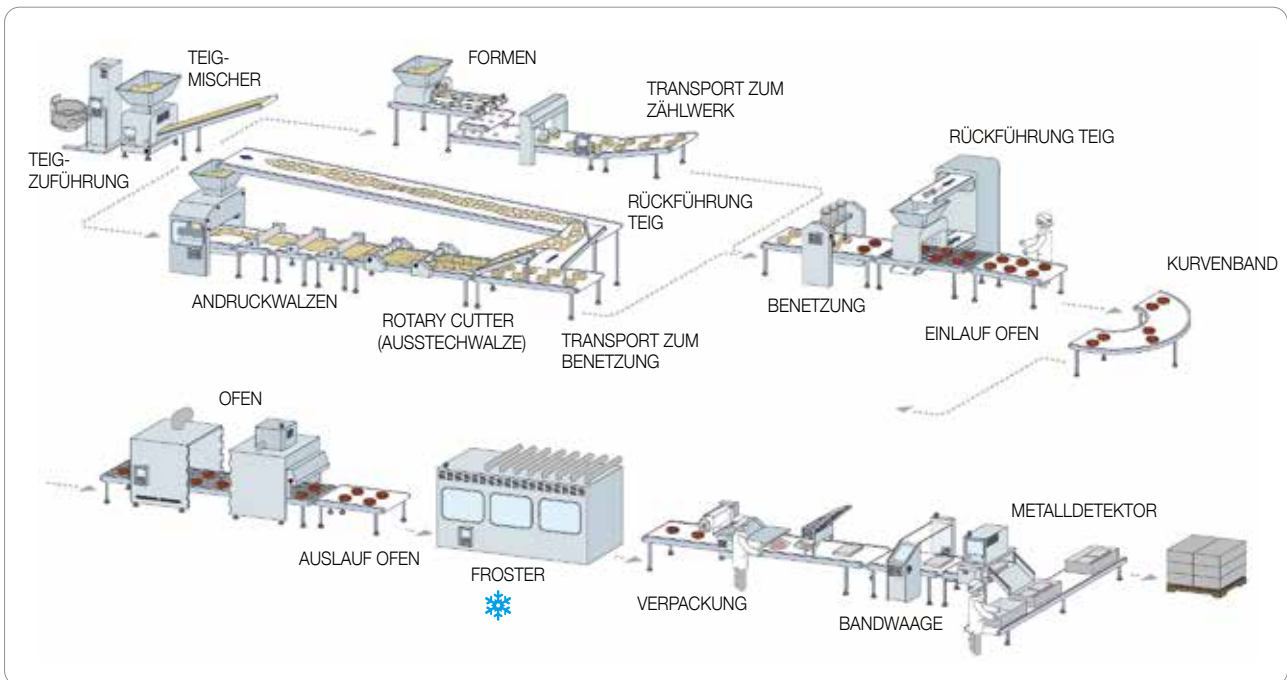 TEIG-
MISCHER
FORMEN
TRANSPORT ZUM
ZÄHLWERK
RÜCKFÜHRUNG TEIG
TEIG-
ZUFÜHRUNG
RÜCKFÜHRUNG
TEIG
KURVENBAND
ANDRUCKWALZEN
ROTARY CUTTER
(AUSSTECHWALZE)
TRANSPORT ZUM
BENETZUNG
BENETZUNG
EINLAUF OFEN
OFEN
METALLDETEKTOR
AUSLAUF OFEN
FROSTER
VERPACKUNG
BANDWAAGE